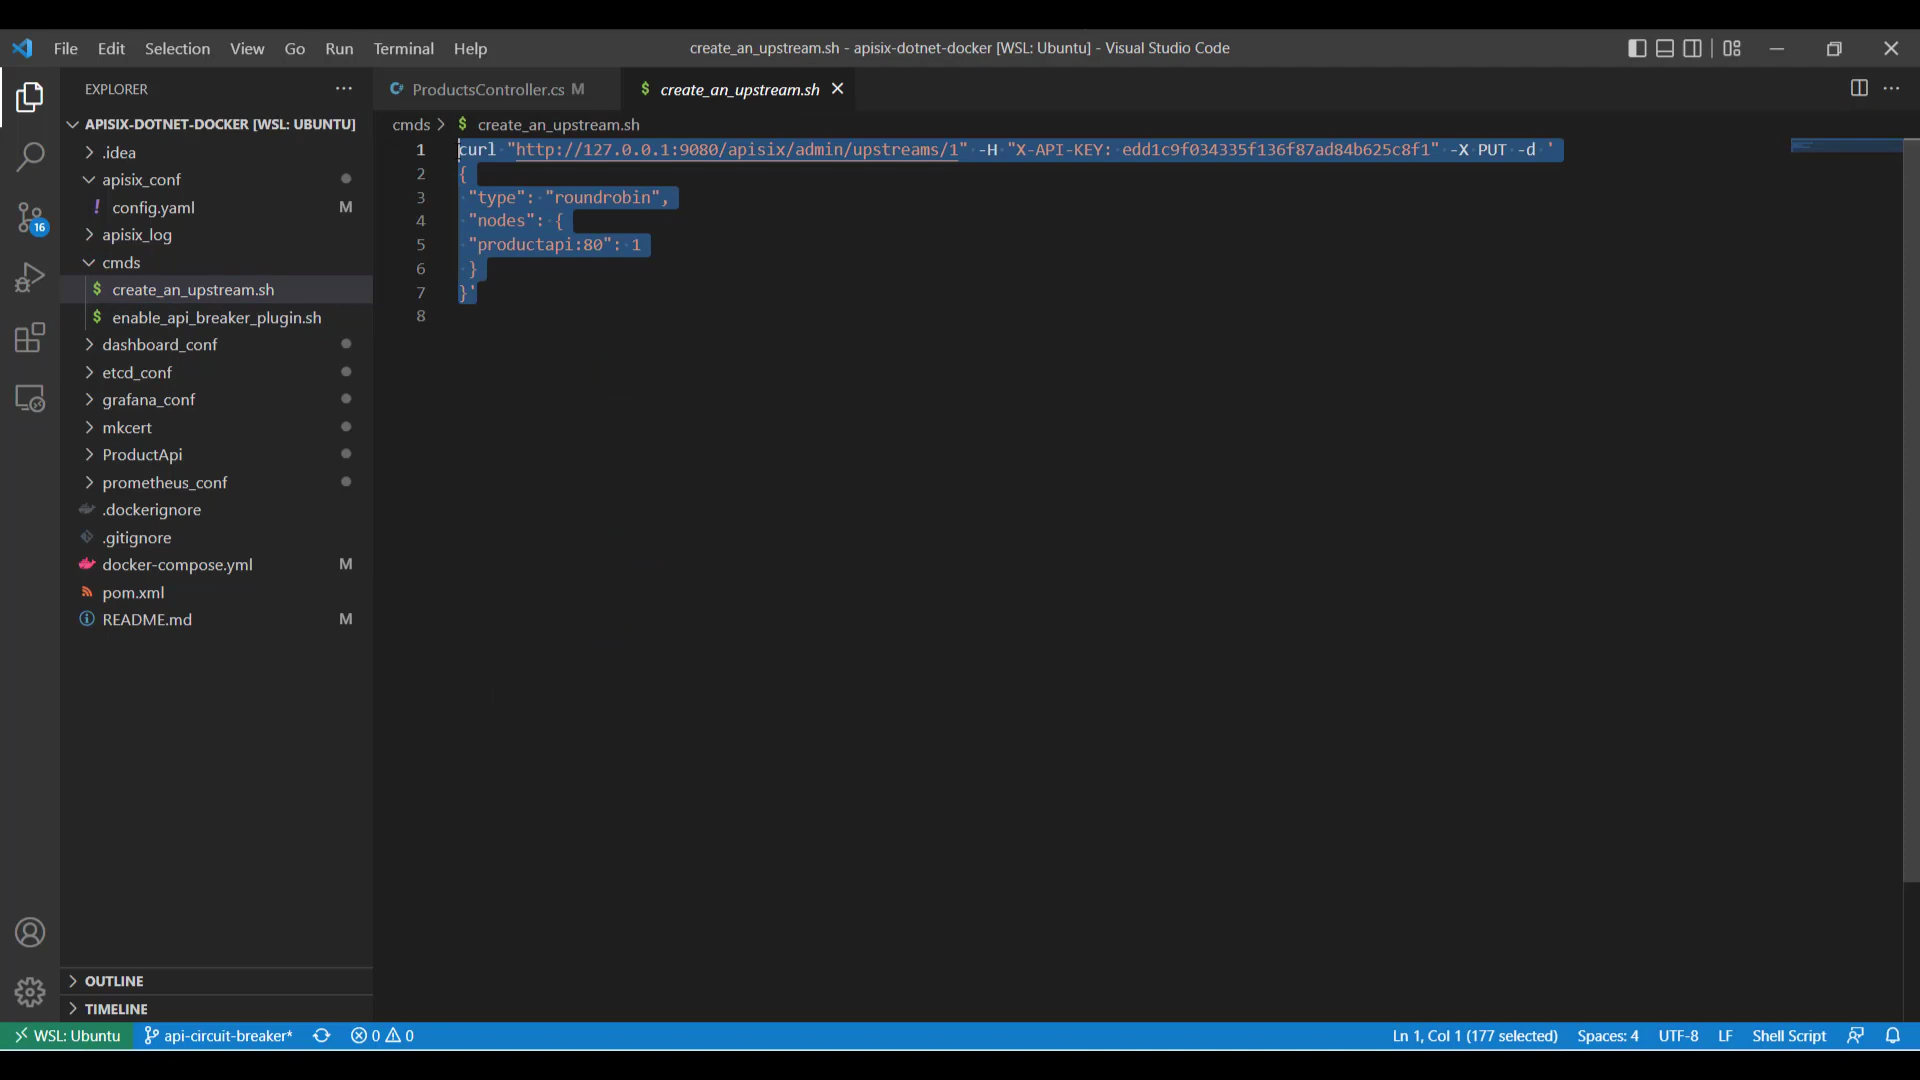 File Edit Selection View Go Run Terminal Help
create_an_upstream.sh - apisix-dotnet-docker [WSL: Ubuntu] - Visual Studio Code
EXPLORER
APISIX-DOTNET-DOCKER [WSL: UBUNTU]
.idea
apisix_conf
! config.yaml M
apisix_log
cmds
$ create_an_upstream.sh
$ enable_api_breaker_plugin.sh
dashboard_conf
etcd_conf
grafana_conf
mkcert
ProductApi
prometheus_conf
.dockerignore
.gitignore
docker-compose.yml M
pom.xml
README.md M
OUTLINE
TIMELINE
16
ProductsController.cs M
$ create_an_upstream.sh
cmds > $ create_an_upstream.sh
1 curl "http://127.0.0.1:9080/apisix/admin/upstreams/1" -H "X-API-KEY: edd1c9f034335f136f87ad84b625c8f1" -X PUT -d '
2 {
3 "type": "roundrobin",
4 "nodes": {
5 "productapi:80": 1
6 }
7 }'
8
WSL: Ubuntu api-circuit-breaker* 0 0
Ln 1, Col 1 (177 selected) Spaces: 4 UTF-8 LF Shell Script